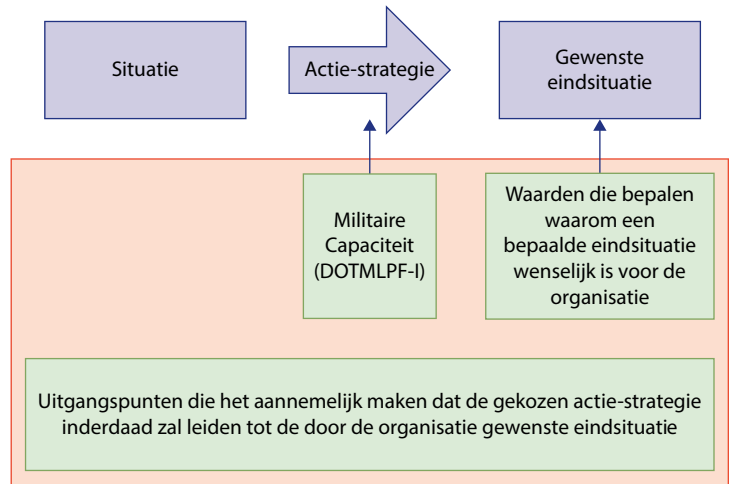 Situatie
Actie-strategie
Gewenste
eindsituatie
Militaire
Capaciteit
(DOTMLPF-I)
Waarden die bepalen
waarom een
bepaalde eindsituatie
wenselijk is voor de
organisatie
Uitgangspunten die het aannemelijk maken dat de gekozen actie-strategie
inderdaad zal leiden tot de door de organisatie gewenste eindsituatie